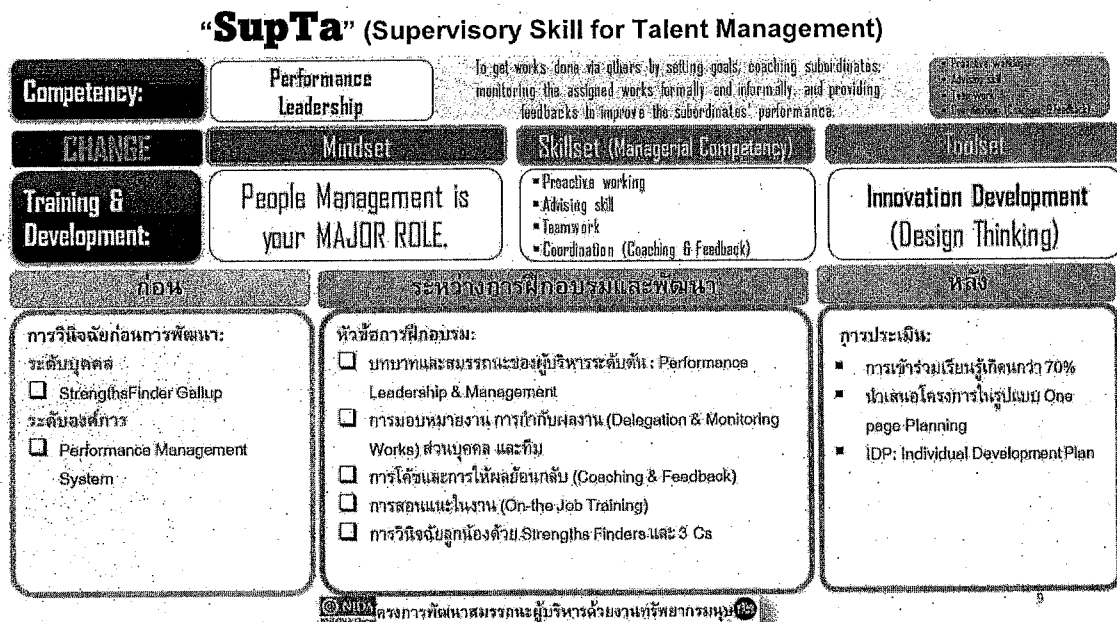 “SupTa” (Supervisory Skill for Talent Management)
Competency:
Performance
Leadership
To get works done via others by setting goals, coaching subordinates,
monitoring the assigned works formally and informally, and providing
feedbacks to improve the subordinates' performance.
CHANGE
Mindset
Skillset (Managerial Competency)
Toolset
Training &
Development:
People Management is
your MAJOR ROLE.
▪ Proactive working
▪ Advising skill
▪ Teamwork
▪ Coordination (Coaching & Feedback)
Innovation Development
(Design Thinking)
ก่อน
ระหว่างการฝึกอบรมและพัฒนา
หลัง
การวินิจฉัยก่อนการพัฒนา:
ระดับบุคคล
❑ StrengthsFinder Gallup
ระดับองค์การ
❑ Performance Management
System
หัวข้อการฝึกอบรม:
❑ บทบาทและสมรรถนะของผู้บริหารระดับต้น : Performance
Leadership & Management
❑ การมอบหมายงาน การกำกับผลงาน (Delegation & Monitoring
Works) ส่วนบุคคล และทีม
❑ การโค้ชและการให้ผลย้อนกลับ (Coaching & Feedback)
❑ การสอนแนะในงาน (On-the Job Training)
❑ การวินิจฉัยลูกน้องด้วย Strengths Finders และ 3 Cs
การประเมิน:
▪ การเข้าร่วมเรียนรู้เกินกว่า 70%
▪ นำเสนอโครงการในรูปแบบ One
page Planning
▪ IDP: Individual Development Plan
@NIDA
ครงการพัฒนาสมรรถนะผู้บริหารด้วยงานทรัพยากรมนุษ
9